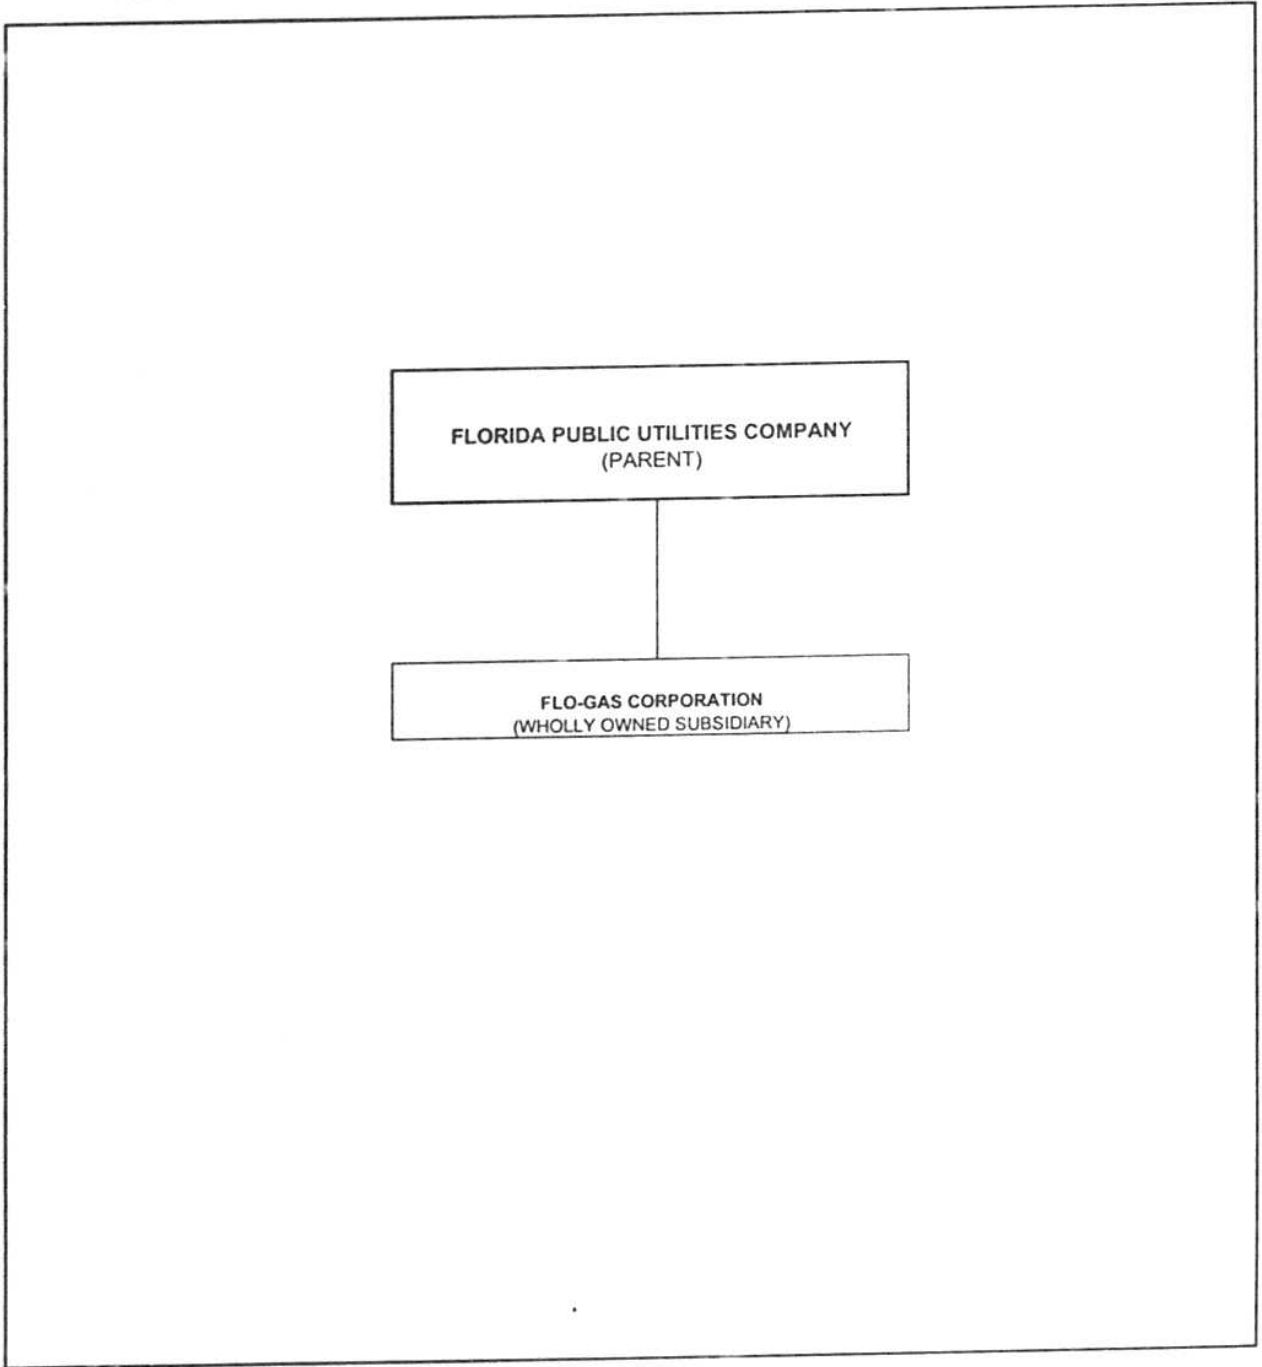 FLORIDA PUBLIC UTILITIES COMPANY
(PARENT)
FLO-GAS CORPORATION
(WHOLLY OWNED SUBSIDIARY)